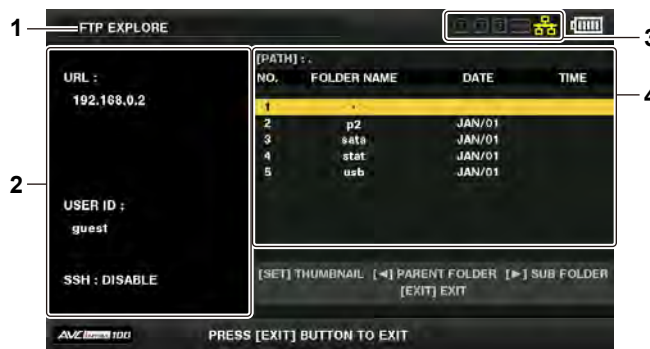 1
FTP EXPLORE
3
2
URL :
192.168.0.2
USER ID :
guest
SSH : DISABLE
4
[PATH] : .
NO. FOLDER NAME DATE TIME
1 .
2 p2 JAN/01
3 sata JAN/01
4 stat JAN/01
5 usb JAN/01
[SET] THUMBNAIL [◄] PARENT FOLDER [►] SUB FOLDER
[EXIT] EXIT
AVC 100 PRESS [EXIT] BUTTON TO EXIT